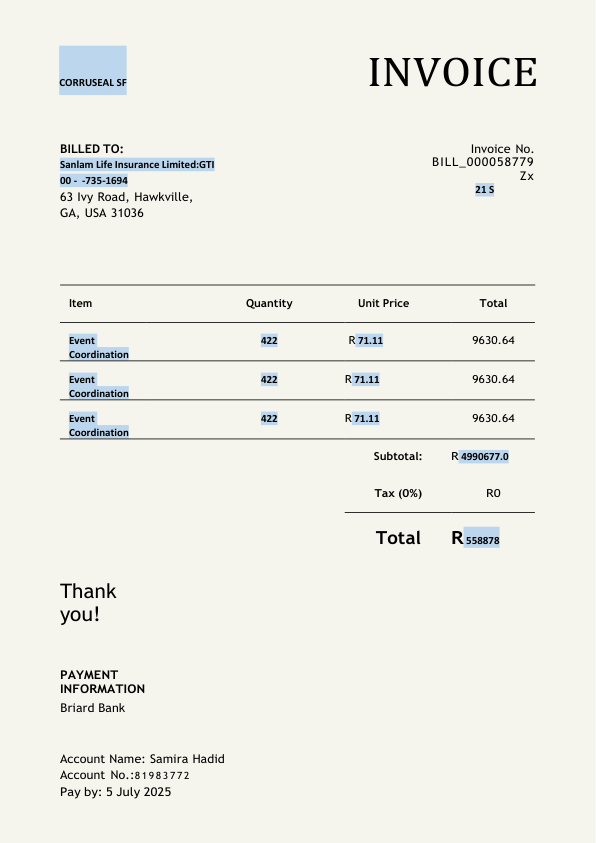 CORRUSEAL SF
INVOICE
BILLED TO:
Sanlam Life Insurance Limited:GTI
00 -  -735-1694
63 Ivy Road, Hawkville,
GA, USA 31036
Invoice No.
BILL_000058779
Zx
21 S
Item Quantity Unit Price Total
Event Coordination 422 R 71.11 9630.64
Event Coordination 422 R 71.11 9630.64
Event Coordination 422 R 71.11 9630.64
Subtotal: R 4990677.0
Tax (0%) R0
Total R 558878
Thank
you!
PAYMENT
INFORMATION
Briard Bank
Account Name: Samira Hadid
Account No.:81983772
Pay by: 5 July 2025